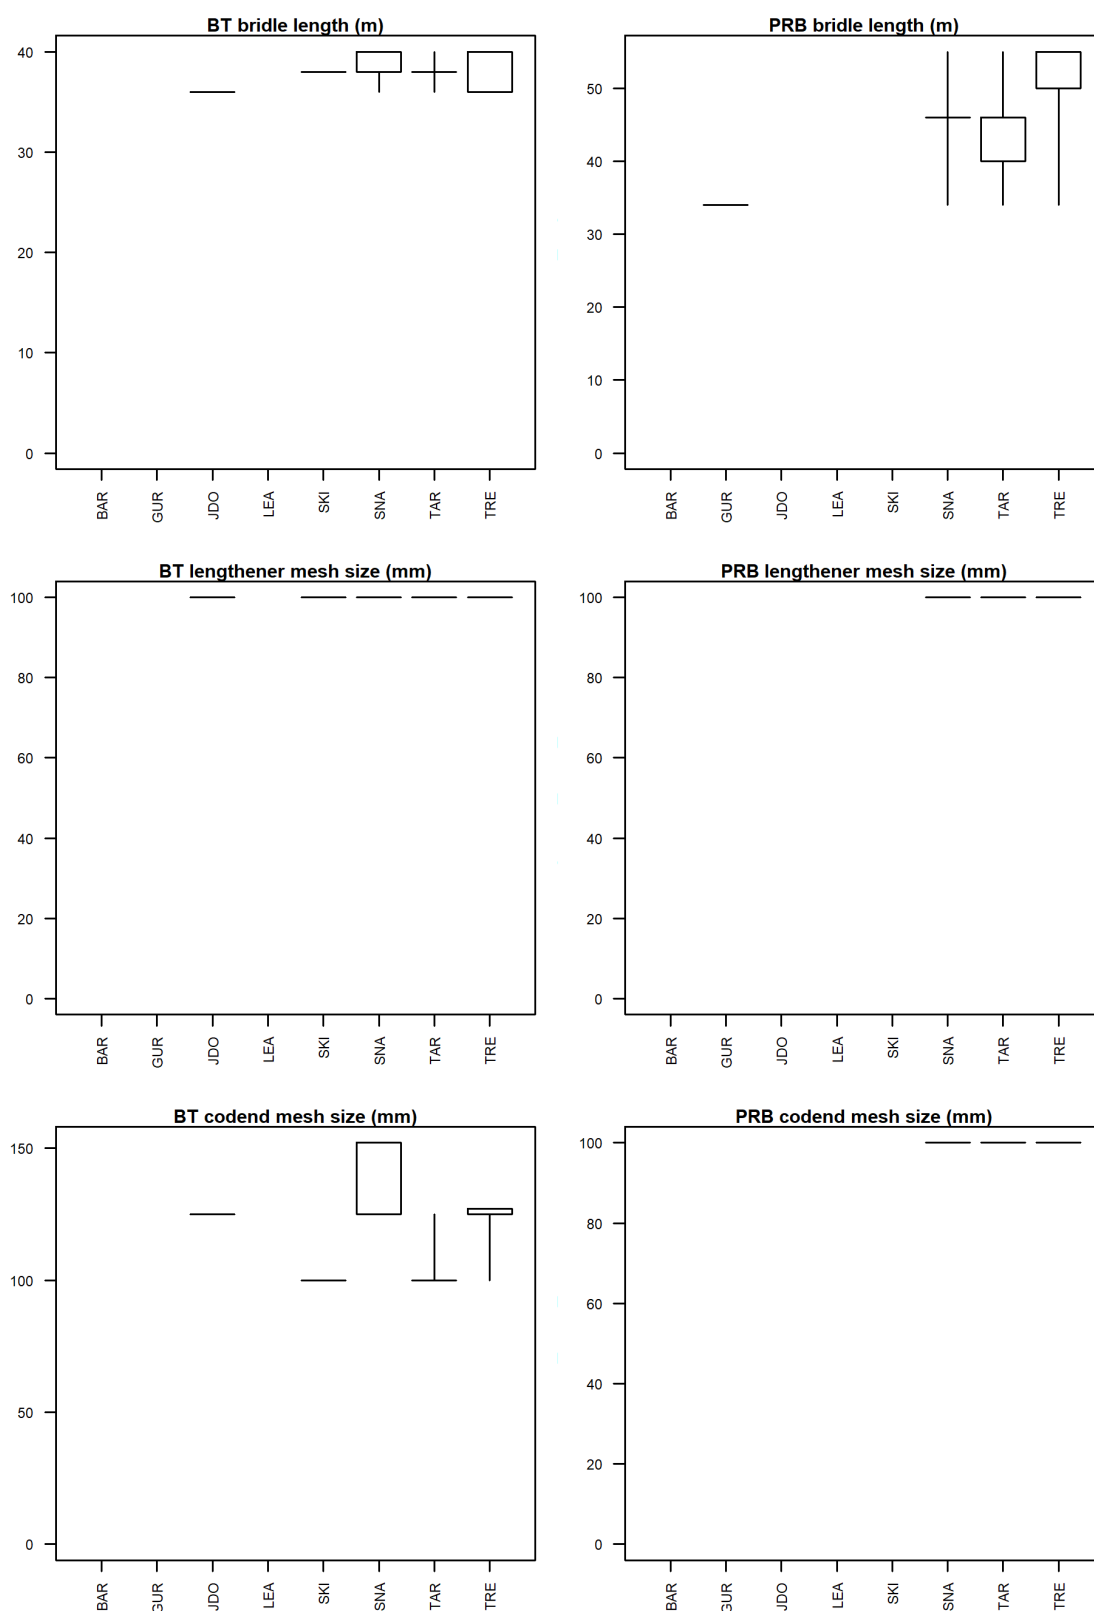 BT bridle length (m)
40
30
20
10
0
BAR
GUR
JDO
LEA
SKI
SNA
TAR
TRE
PRB bridle length (m)
50
40
30
20
10
0
BAR
GUR
JDO
LEA
SKI
SNA
TAR
TRE
BT lengthener mesh size (mm)
100
80
60
40
20
0
BAR
GUR
JDO
LEA
SKI
SNA
TAR
TRE
PRB lengthener mesh size (mm)
100
80
60
40
20
0
BAR
GUR
JDO
LEA
SKI
SNA
TAR
TRE
BT codend mesh size (mm)
150
100
50
0
BAR
GUR
JDO
LEA
SKI
SNA
TAR
TRE
PRB codend mesh size (mm)
100
80
60
40
20
0
BAR
GUR
JDO
LEA
SKI
SNA
TAR
TRE